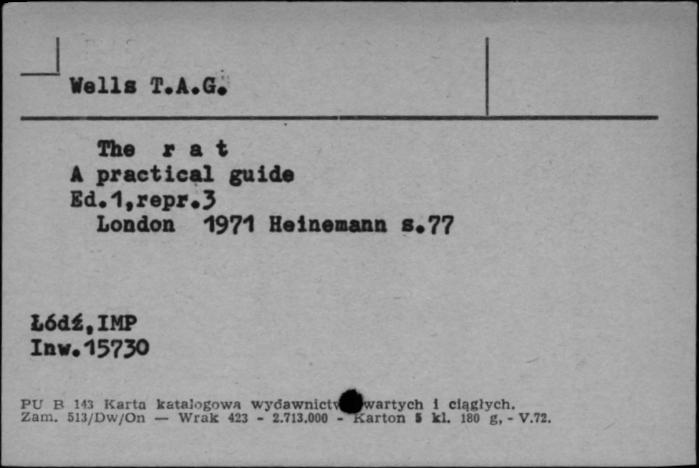 Wells T.A.G.
The r a t
A practical guide
Ed.1,repr.3
London 1971 Heinemann s.77
Łódź,IMP
Inw.15730
PU B 143 Karta katalogowa wydawnictw wartych i ciągłych.
Zam. 513/Dw/On — Wrak 423 - 2.713.000 - Karton 5 kl. 180 g, - V.72.